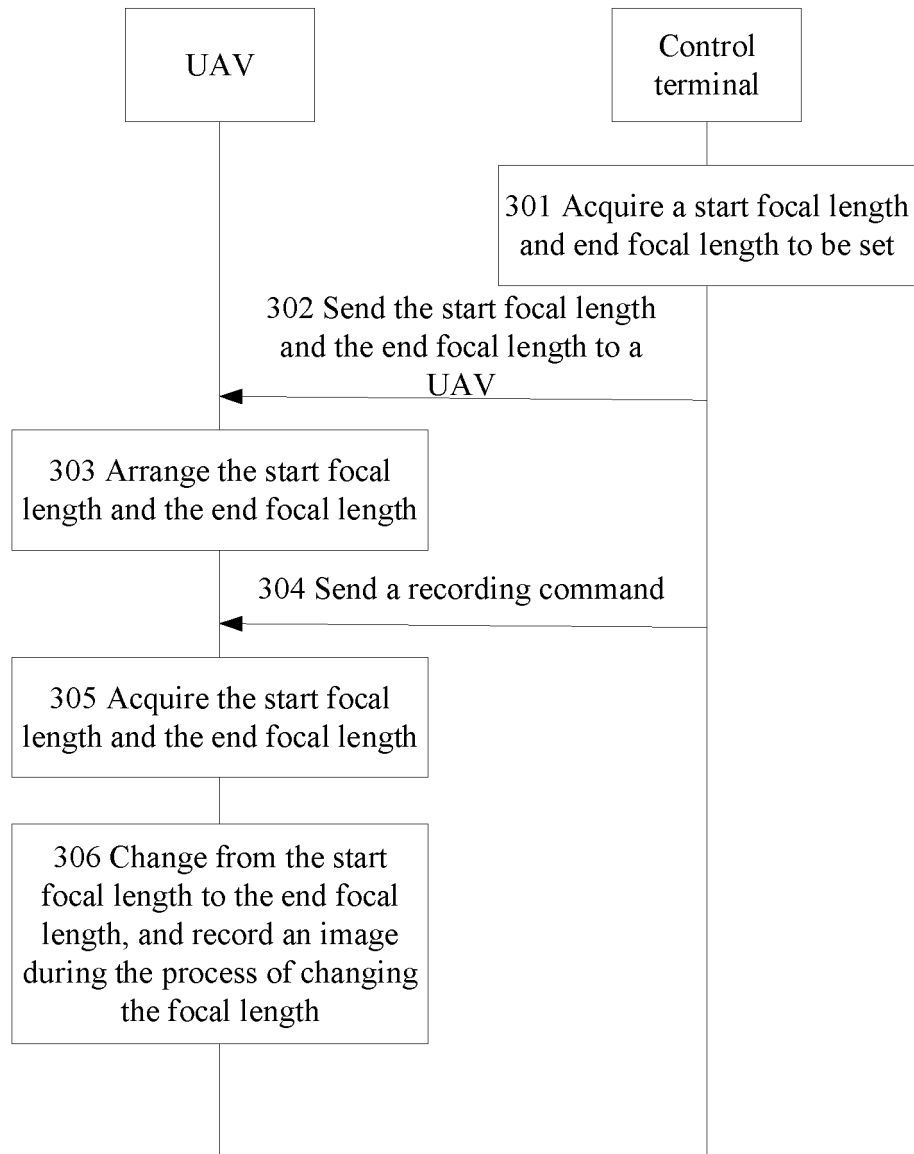 UAV
Control
terminal
301 Acquire a start focal length
and end focal length to be set
302 Send the start focal length
and the end focal length to a
UAV
303 Arrange the start focal
length and the end focal length
304 Send a recording command
305 Acquire the start focal
length and the end focal length
306 Change from the start
focal length to the end focal
length, and record an image
during the process of changing
the focal length